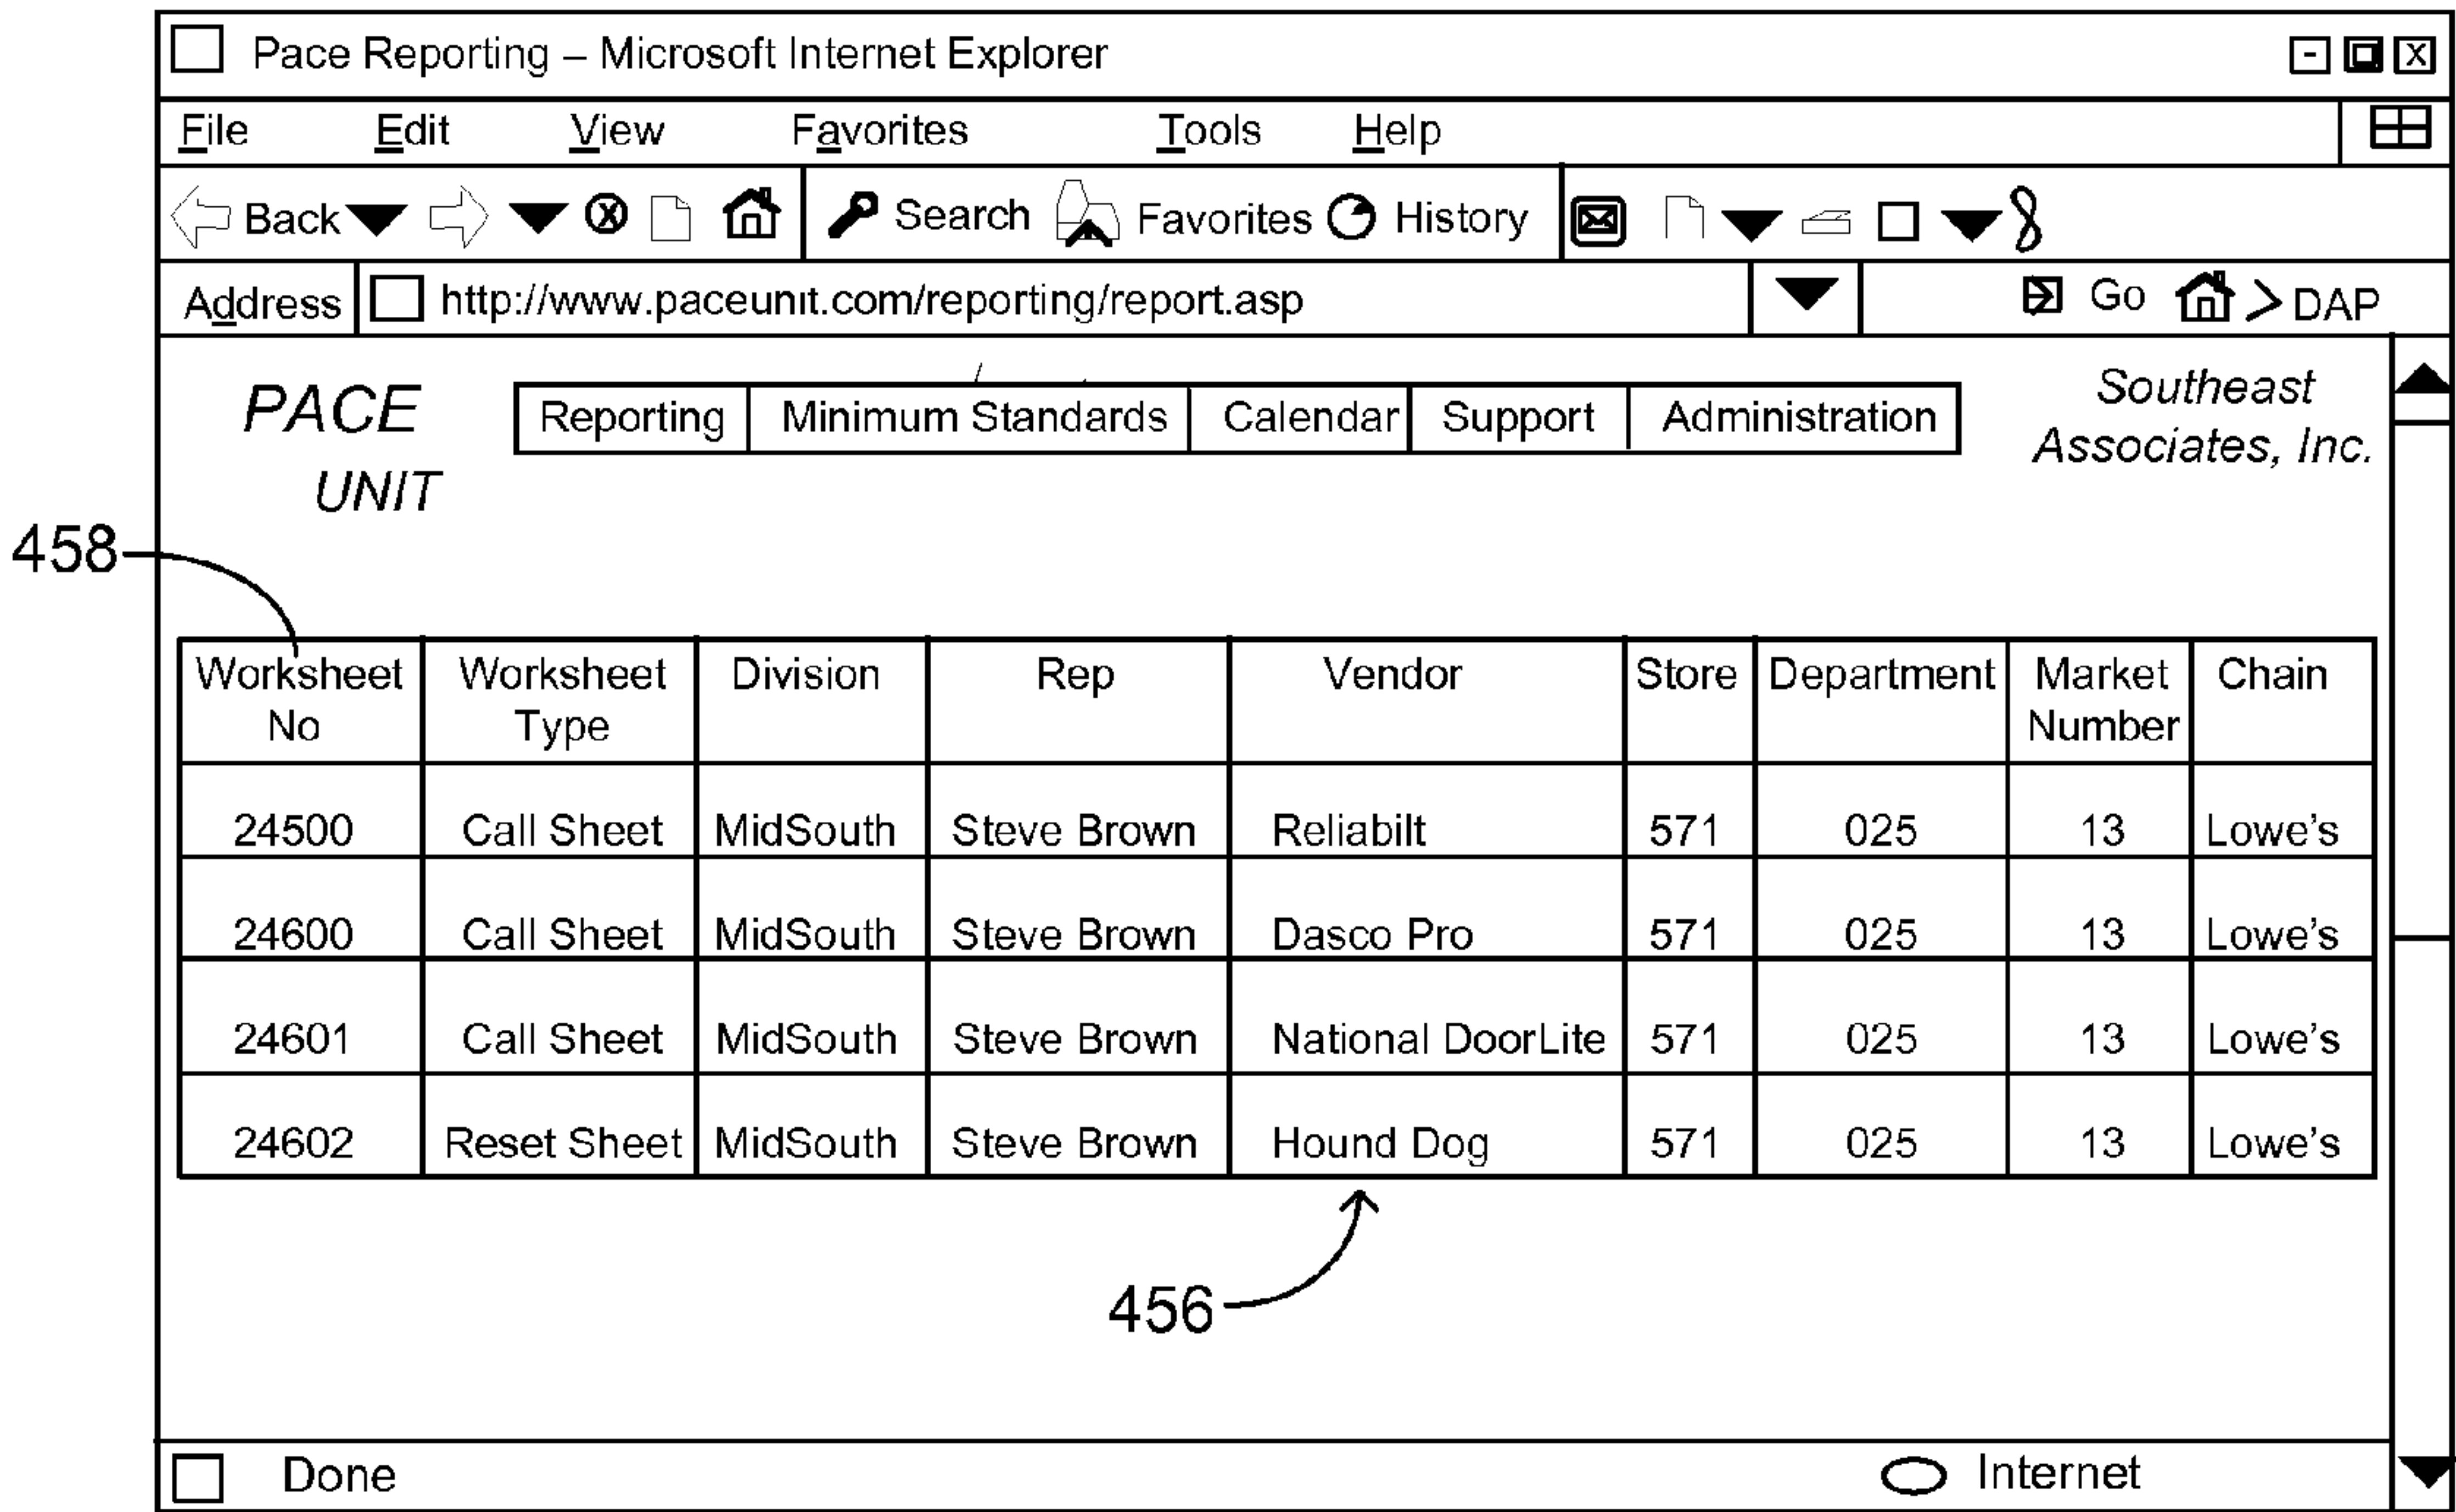 Pace Reporting – Microsoft Internet Explorer - X
File Edit View Favorites Tools Help
Back X Search Favorites History
Address http://www.paceunit.com/reporting/report.asp Go > DAP
PACE
UNIT
Reporting Minimum Standards Calendar Support Administration
Southeast
Associates, Inc.
458
Worksheet No Worksheet Type Division Rep Vendor Store Department Market Number Chain
24500 Call Sheet MidSouth Steve Brown Reliabilt 571 025 13 Lowe's
24600 Call Sheet MidSouth Steve Brown Dasco Pro 571 025 13 Lowe's
24601 Call Sheet MidSouth Steve Brown National DoorLite 571 025 13 Lowe's
24602 Reset Sheet MidSouth Steve Brown Hound Dog 571 025 13 Lowe's
456
Done Internet